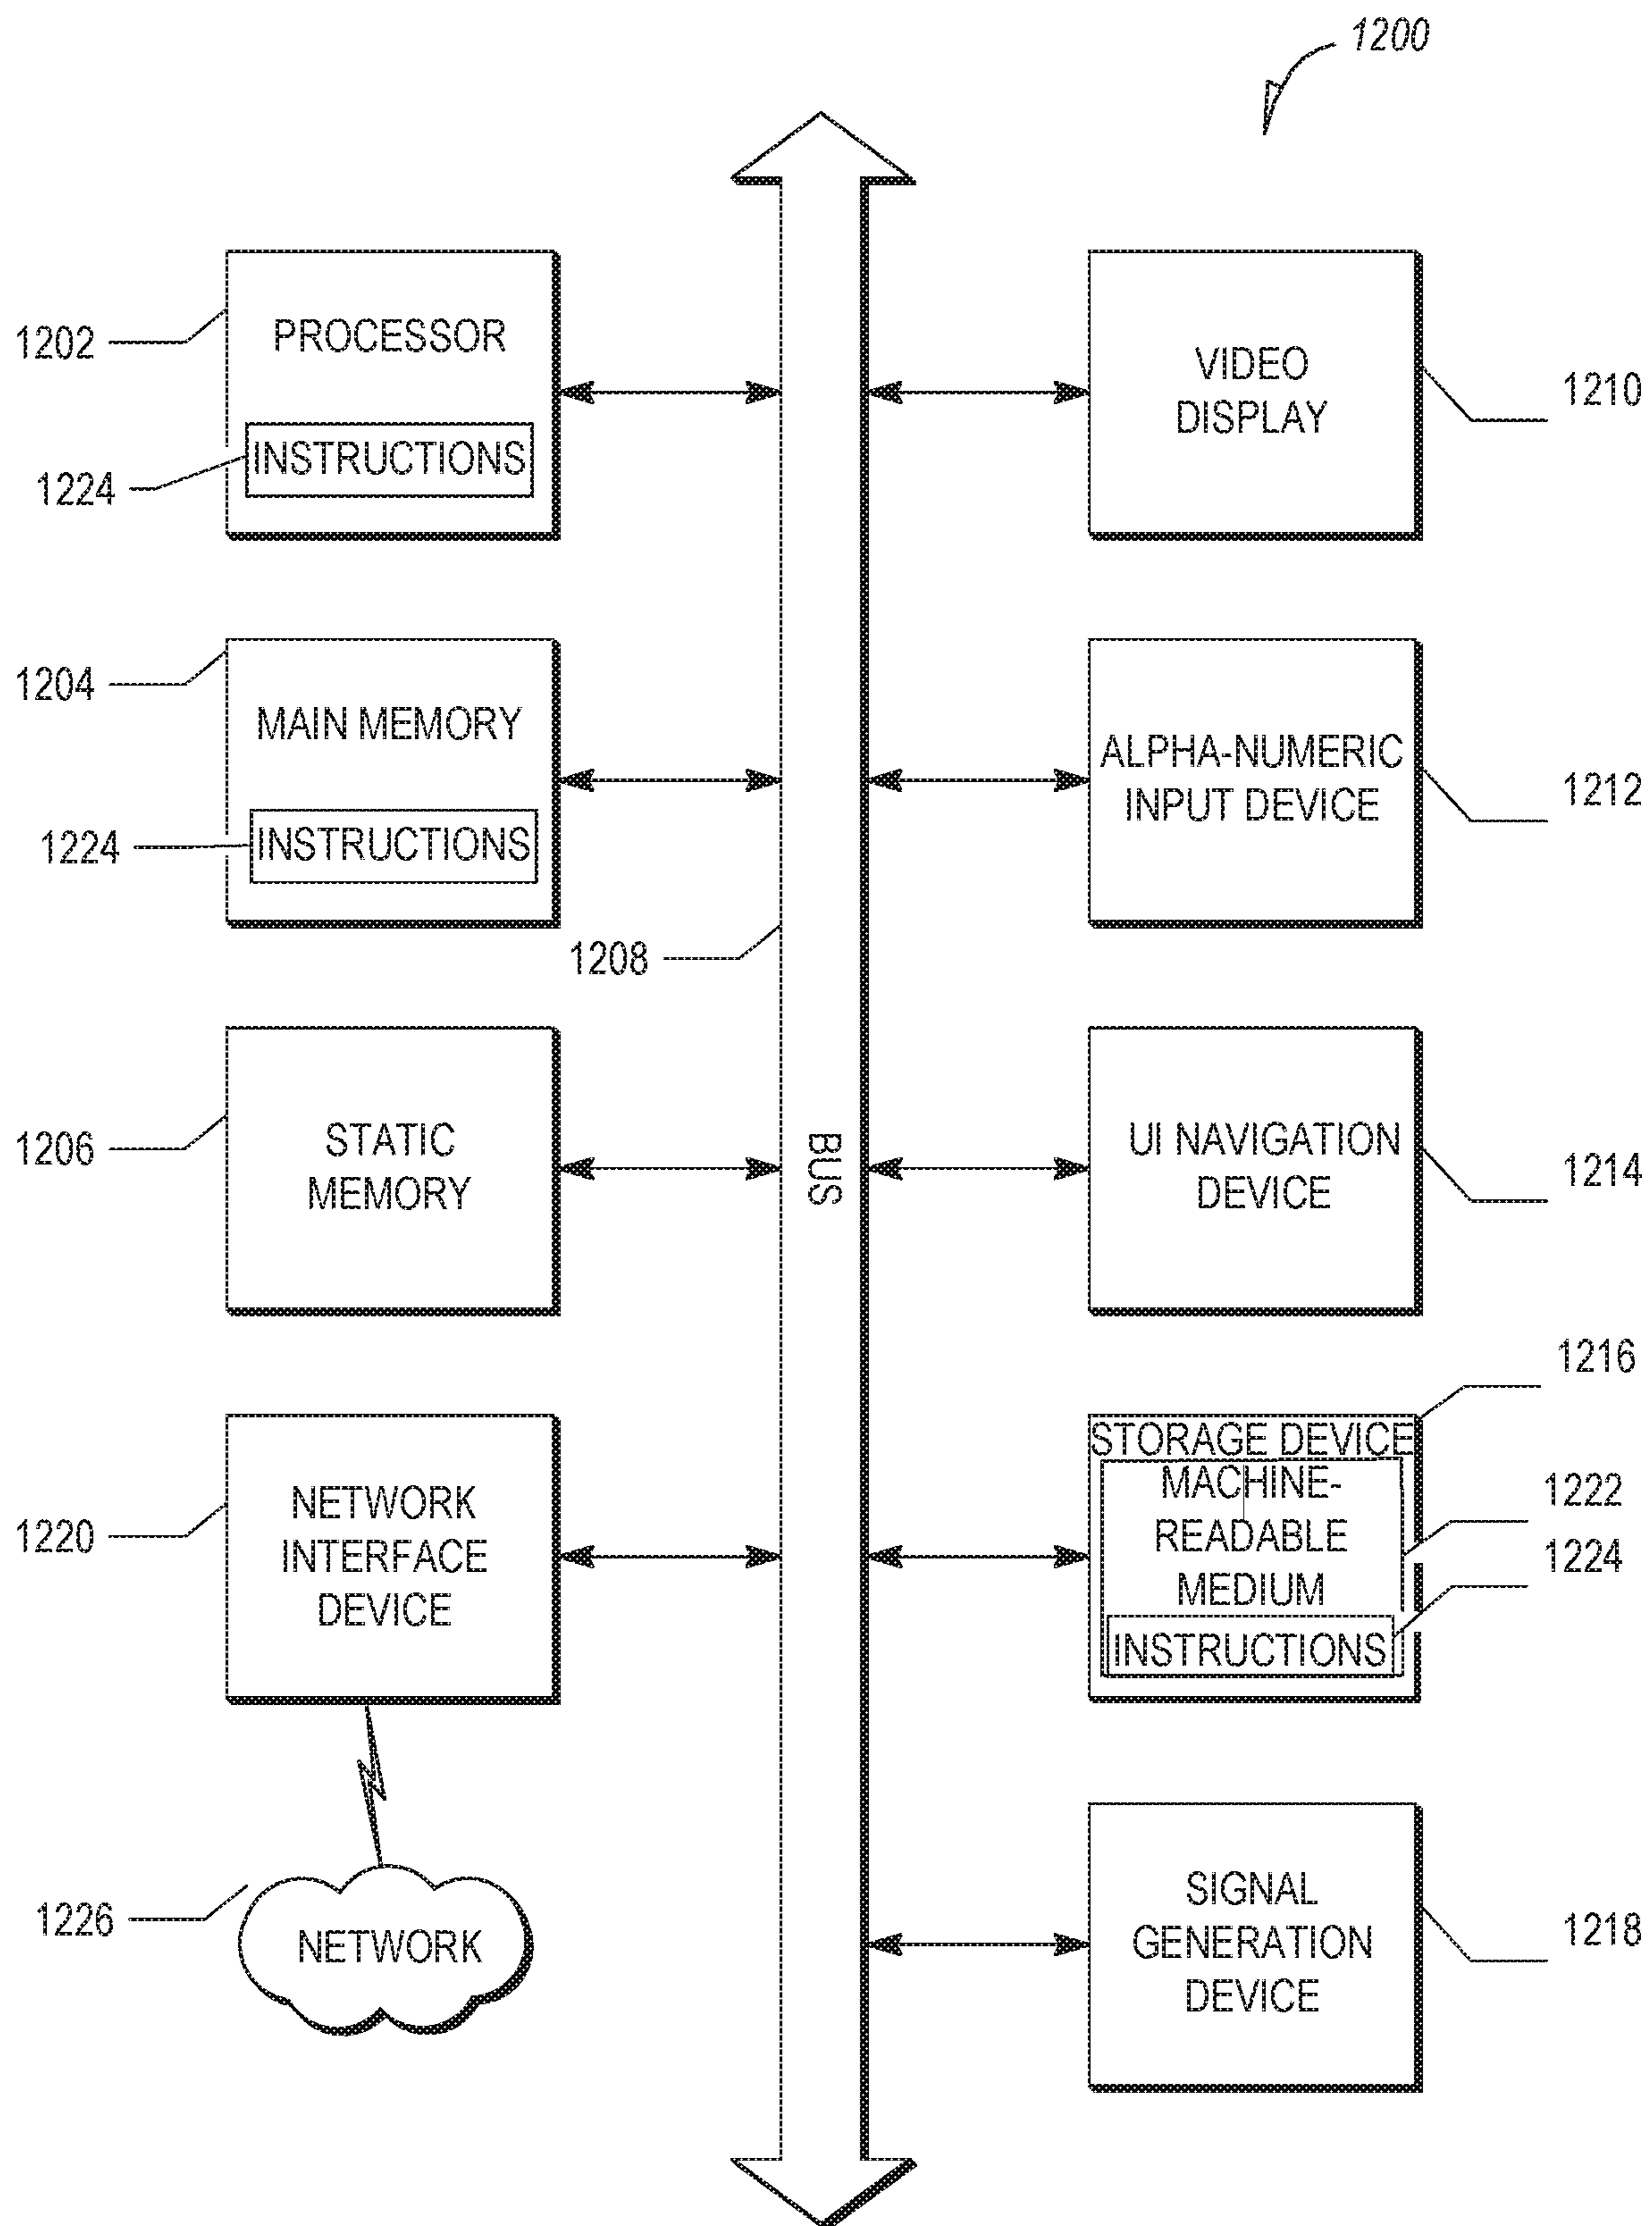 1200
1202
PROCESSOR
INSTRUCTIONS
1224
1204
MAIN MEMORY
INSTRUCTIONS
1224
1208
1206
STATIC
MEMORY
1220
NETWORK
INTERFACE
DEVICE
1226
NETWORK
BUS
VIDEO
DISPLAY
1210
ALPHA-NUMERIC
INPUT DEVICE
1212
UI NAVIGATION
DEVICE
1214
1216
STORAGE DEVICE
MACHINE-
READABLE
MEDIUM
1222
1224
INSTRUCTIONS
SIGNAL
GENERATION
DEVICE
1218